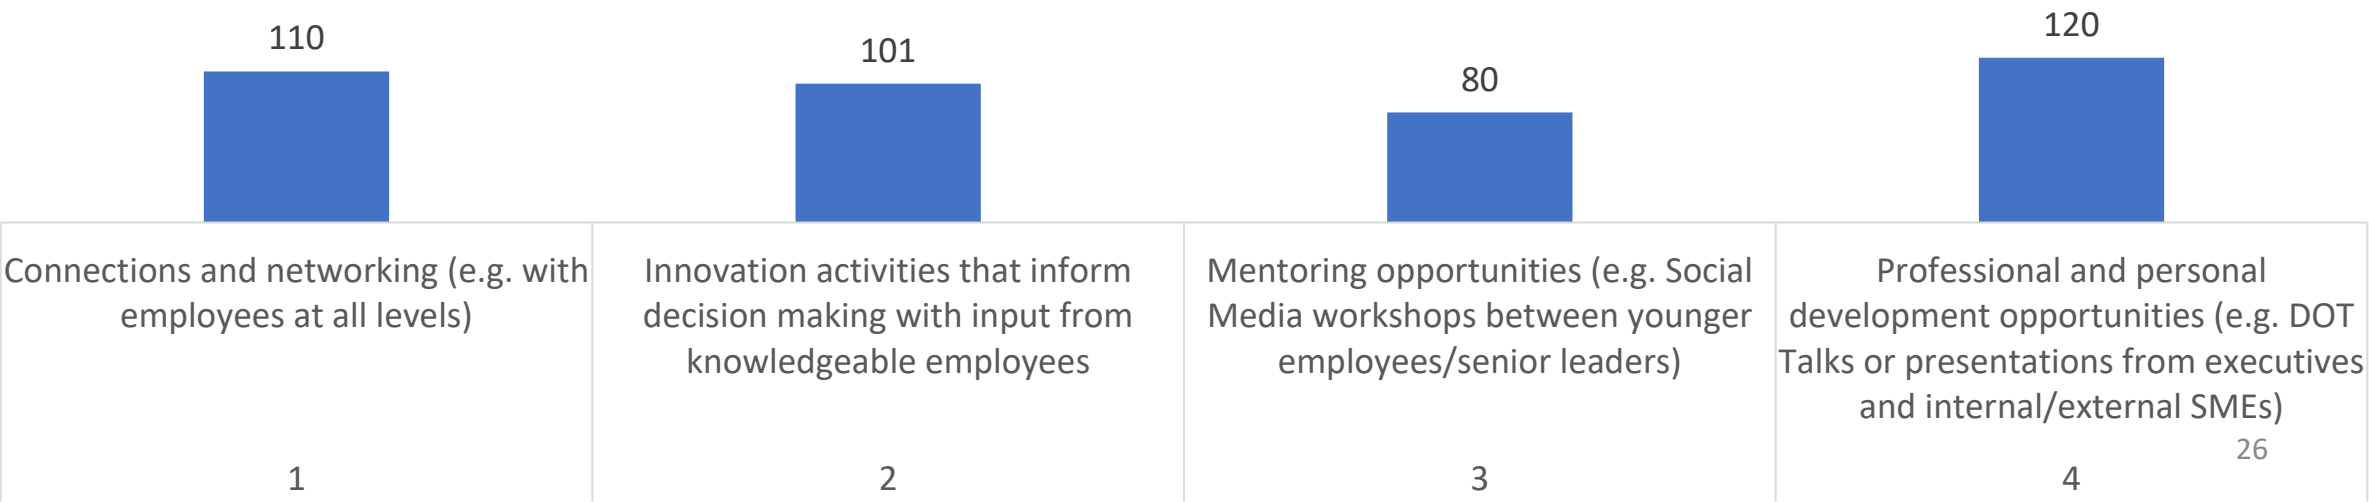 110
101
80
120
Connections and networking (e.g. with
employees at all levels)
Innovation activities that inform
decision making with input from
knowledgeable employees
Mentoring opportunities (e.g. Social
Media workshops between younger
employees/senior leaders)
Professional and personal
development opportunities (e.g. DOT
Talks or presentations from executives
and internal/external SMEs)
26
1
2
3
4